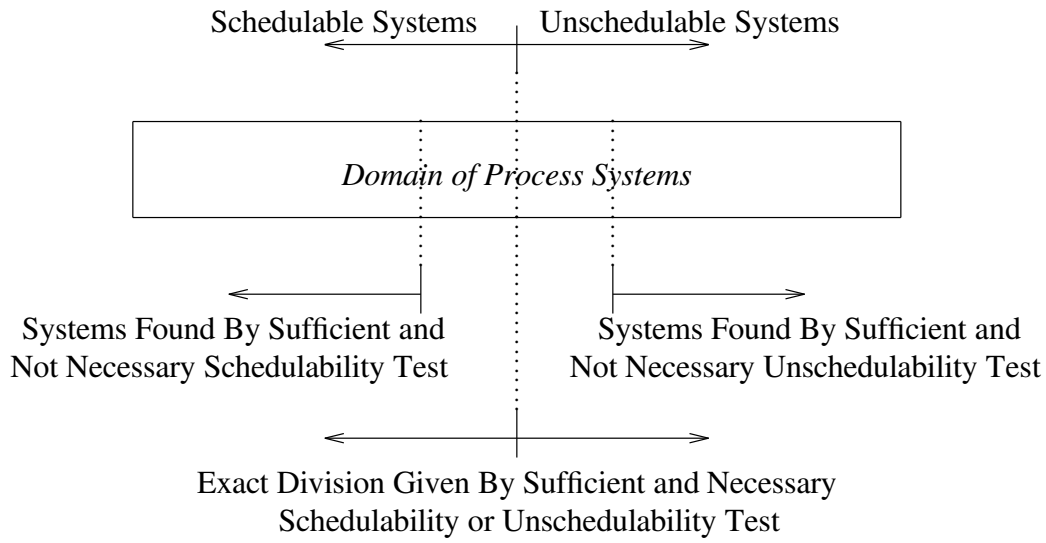 Schedulable Systems
Unschedulable Systems
Domain of Process Systems
Systems Found By Sufficient and
Not Necessary Schedulability Test
Systems Found By Sufficient and
Not Necessary Unschedulability Test
Exact Division Given By Sufficient and Necessary
Schedulability or Unschedulability Test